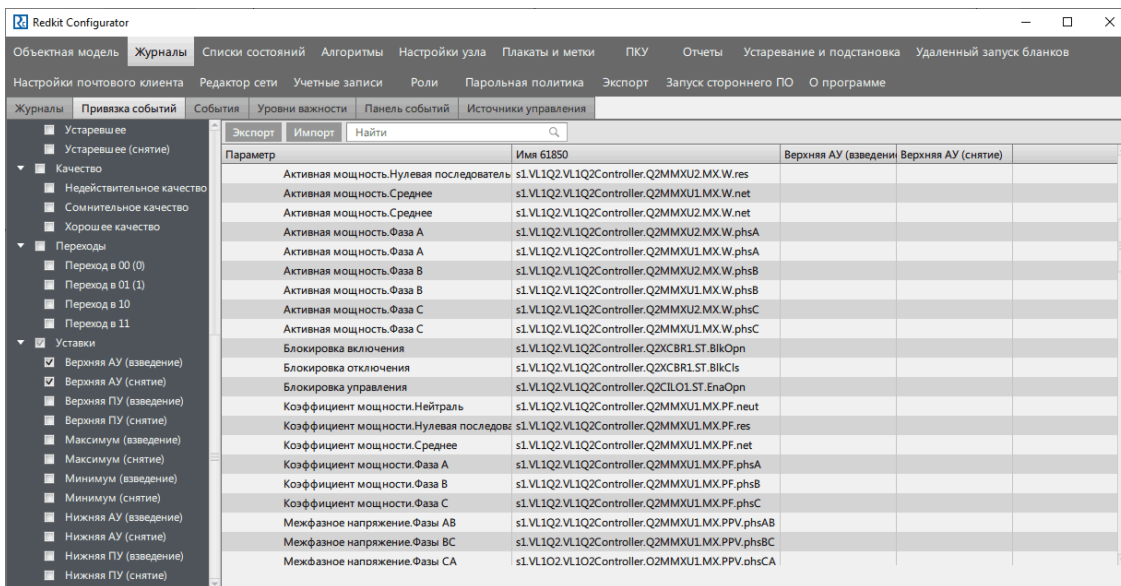 Redkit Configurator
Объектная модель Журналы Списки состояний Алгоритмы Настройки узла Плакаты и метки ПКУ Отчеты Устаревание и подстановка Удаленный запуск бланков
Настройки почтового клиента Редактор сети Учетные записи Роли Парольная политика Экспорт Запуск стороннего ПО О программе
Журналы Привязка событий События Уровни важности Панель событий Источники управления
Устаревшее
Устаревшее (снятие)
Качество
Недействительное качество
Сомнительное качество
Хорошее качество
Переходы
Переход в 00 (0)
Переход в 01 (1)
Переход в 10
Переход в 11
Уставки
Верхняя АУ (взведение)
Верхняя АУ (снятие)
Верхняя ПУ (взведение)
Верхняя ПУ (снятие)
Максимум (взведение)
Максимум (снятие)
Минимум (взведение)
Минимум (снятие)
Нижняя АУ (взведение)
Нижняя АУ (снятие)
Нижняя ПУ (взведение)
Нижняя ПУ (снятие)
Экспорт Импорт Найти
Параметр Имя 61850 Верхняя АУ (взведени Верхняя АУ (снятие)
Активная мощность.Нулевая последователь s1.VL1Q2.VL1Q2Controller.Q2MMXU2.MX.W.res
Активная мощность.Среднее s1.VL1Q2.VL1Q2Controller.Q2MMXU1.MX.W.net
Активная мощность.Среднее s1.VL1Q2.VL1Q2Controller.Q2MMXU2.MX.W.net
Активная мощность.Фаза A s1.VL1Q2.VL1Q2Controller.Q2MMXU2.MX.W.phsA
Активная мощность.Фаза A s1.VL1Q2.VL1Q2Controller.Q2MMXU1.MX.W.phsA
Активная мощность.Фаза B s1.VL1Q2.VL1Q2Controller.Q2MMXU2.MX.W.phsB
Активная мощность.Фаза B s1.VL1Q2.VL1Q2Controller.Q2MMXU1.MX.W.phsB
Активная мощность.Фаза C s1.VL1Q2.VL1Q2Controller.Q2MMXU2.MX.W.phsC
Активная мощность.Фаза C s1.VL1Q2.VL1Q2Controller.Q2MMXU1.MX.W.phsC
Блокировка включения s1.VL1Q2.VL1Q2Controller.Q2XCBR1.ST.BlkOpn
Блокировка отключения s1.VL1Q2.VL1Q2Controller.Q2XCBR1.ST.BlkCls
Блокировка управления s1.VL1Q2.VL1Q2Controller.Q2CILO1.ST.EnaOpn
Коэффициент мощности.Нейтраль s1.VL1Q2.VL1Q2Controller.Q2MMXU1.MX.PF.neut
Коэффициент мощности.Нулевая последова s1.VL1Q2.VL1Q2Controller.Q2MMXU1.MX.PF.res
Коэффициент мощности.Среднее s1.VL1Q2.VL1Q2Controller.Q2MMXU1.MX.PF.net
Коэффициент мощности.Фаза A s1.VL1Q2.VL1Q2Controller.Q2MMXU1.MX.PF.phsA
Коэффициент мощности.Фаза B s1.VL1Q2.VL1Q2Controller.Q2MMXU1.MX.PF.phsB
Коэффициент мощности.Фаза C s1.VL1Q2.VL1Q2Controller.Q2MMXU1.MX.PF.phsC
Межфазное напряжение.Фазы AB s1.VL1Q2.VL1Q2Controller.Q2MMXU1.MX.PPV.phsAB
Межфазное напряжение.Фазы BC s1.VL1Q2.VL1Q2Controller.Q2MMXU1.MX.PPV.phsBC
Межфазное напряжение.Фазы CA s1.VL1Q2.VL1Q2Controller.Q2MMXU1.MX.PPV.phsCA